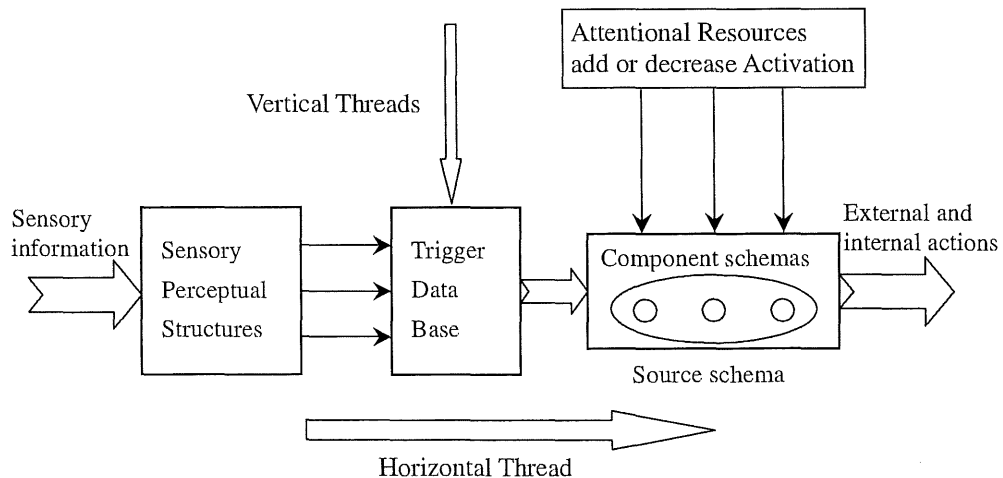 Attentional Resources
add or decrease Activation
Vertical Threads
Sensory
information
Sensory
Perceptual
Structures
Trigger
Data
Base
Component schemas
External and
internal actions
Source schema
Horizontal Thread